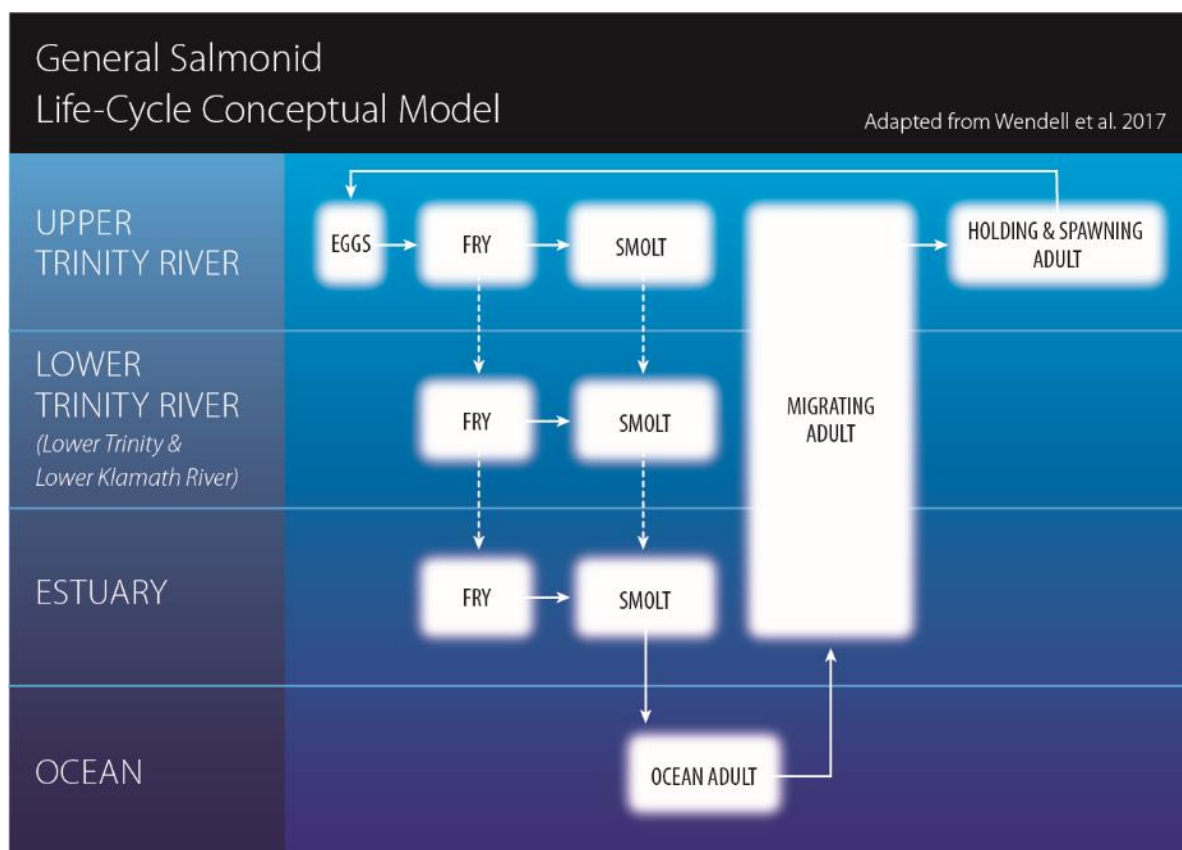 General Salmonid
Life-Cycle Conceptual Model
Adapted from Wendell et al. 2017
UPPER
TRINITY RIVER
EGGS
FRY
SMOLT
HOLDING & SPAWNING
ADULT
LOWER
TRINITY RIVER
(Lower Trinity &
Lower Klamath River)
FRY
SMOLT
MIGRATING
ADULT
ESTUARY
FRY
SMOLT
OCEAN
OCEAN ADULT